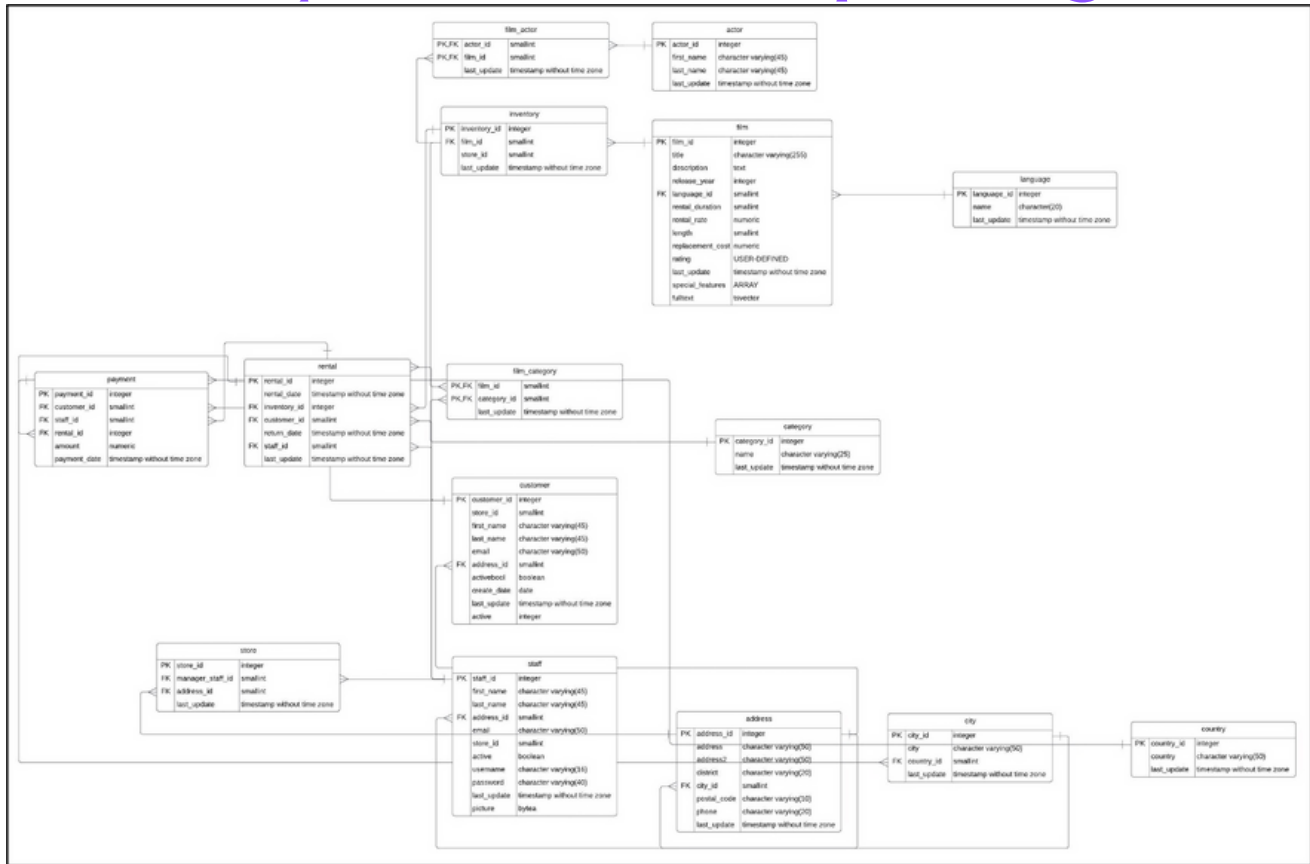 film_actor
PK,FK actor_id smallint
PK,FK film_id smallint
last_update timestamp without time zone
actor
PK actor_id integer
first_name character varying(45)
last_name character varying(45)
last_update timestamp without time zone
inventory
PK inventory_id integer
FK film_id smallint
store_id smallint
last_update timestamp without time zone
film
PK film_id integer
title character varying(255)
description text
release_year integer
FK language_id smallint
rental_duration smallint
rental_rate numeric
length smallint
replacement_cost numeric
rating USER-DEFINED
last_update timestamp without time zone
special_features ARRAY
fulltext tsvector
language
PK language_id integer
name character(20)
last_update timestamp without time zone
payment
PK payment_id integer
FK customer_id smallint
FK staff_id smallint
FK rental_id integer
amount numeric
payment_date timestamp without time zone
rental
PK rental_id integer
rental_date timestamp without time zone
FK inventory_id integer
FK customer_id smallint
return_date timestamp without time zone
FK staff_id smallint
last_update timestamp without time zone
film_category
PK,FK film_id smallint
PK,FK category_id smallint
last_update timestamp without time zone
category
PK category_id integer
name character varying(25)
last_update timestamp without time zone
customer
PK customer_id integer
store_id smallint
first_name character varying(45)
last_name character varying(45)
email character varying(50)
FK address_id smallint
activebool boolean
create_date date
last_update timestamp without time zone
active integer
store
PK store_id integer
FK manager_staff_id smallint
FK address_id smallint
last_update timestamp without time zone
staff
PK staff_id integer
first_name character varying(45)
last_name character varying(45)
FK address_id smallint
email character varying(50)
store_id smallint
active boolean
username character varying(16)
password character varying(40)
last_update timestamp without time zone
picture bytea
address
PK address_id integer
address character varying(50)
address2 character varying(50)
district character varying(20)
FK city_id smallint
postal_code character varying(10)
phone character varying(20)
last_update timestamp without time zone
city
PK city_id integer
city character varying(50)
FK country_id smallint
last_update timestamp without time zone
country
PK country_id integer
country character varying(50)
last_update timestamp without time zone